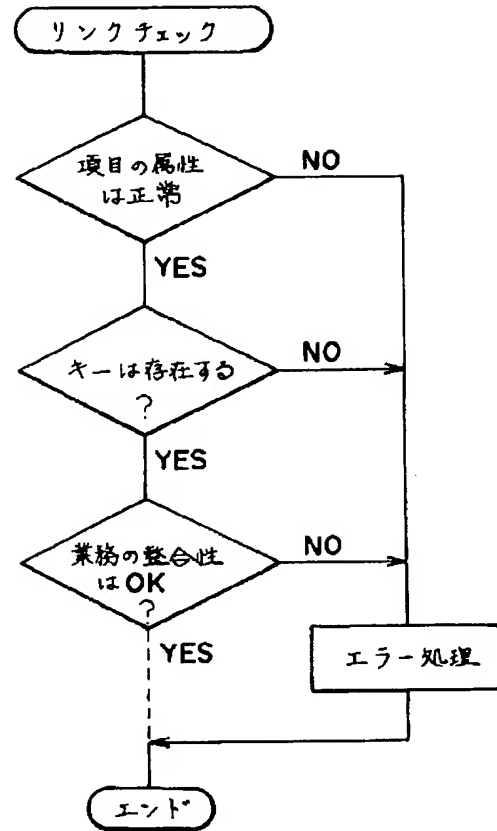 リンクチェック
項目の属性
は正常
NO
YES
キーは存在する
?
NO
YES
業務の整合性
はOK
?
NO
YES
エラー処理
エンド